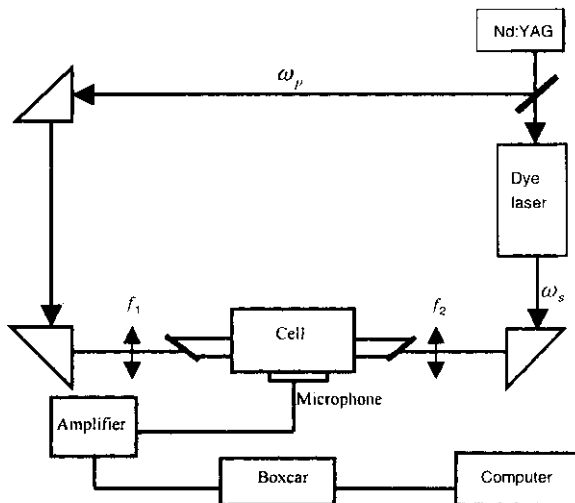 Nd:YAG
ω_p
Dye
laser
ω_s
f_1
f_2
Cell
Microphone
Amplifier
Boxcar
Computer